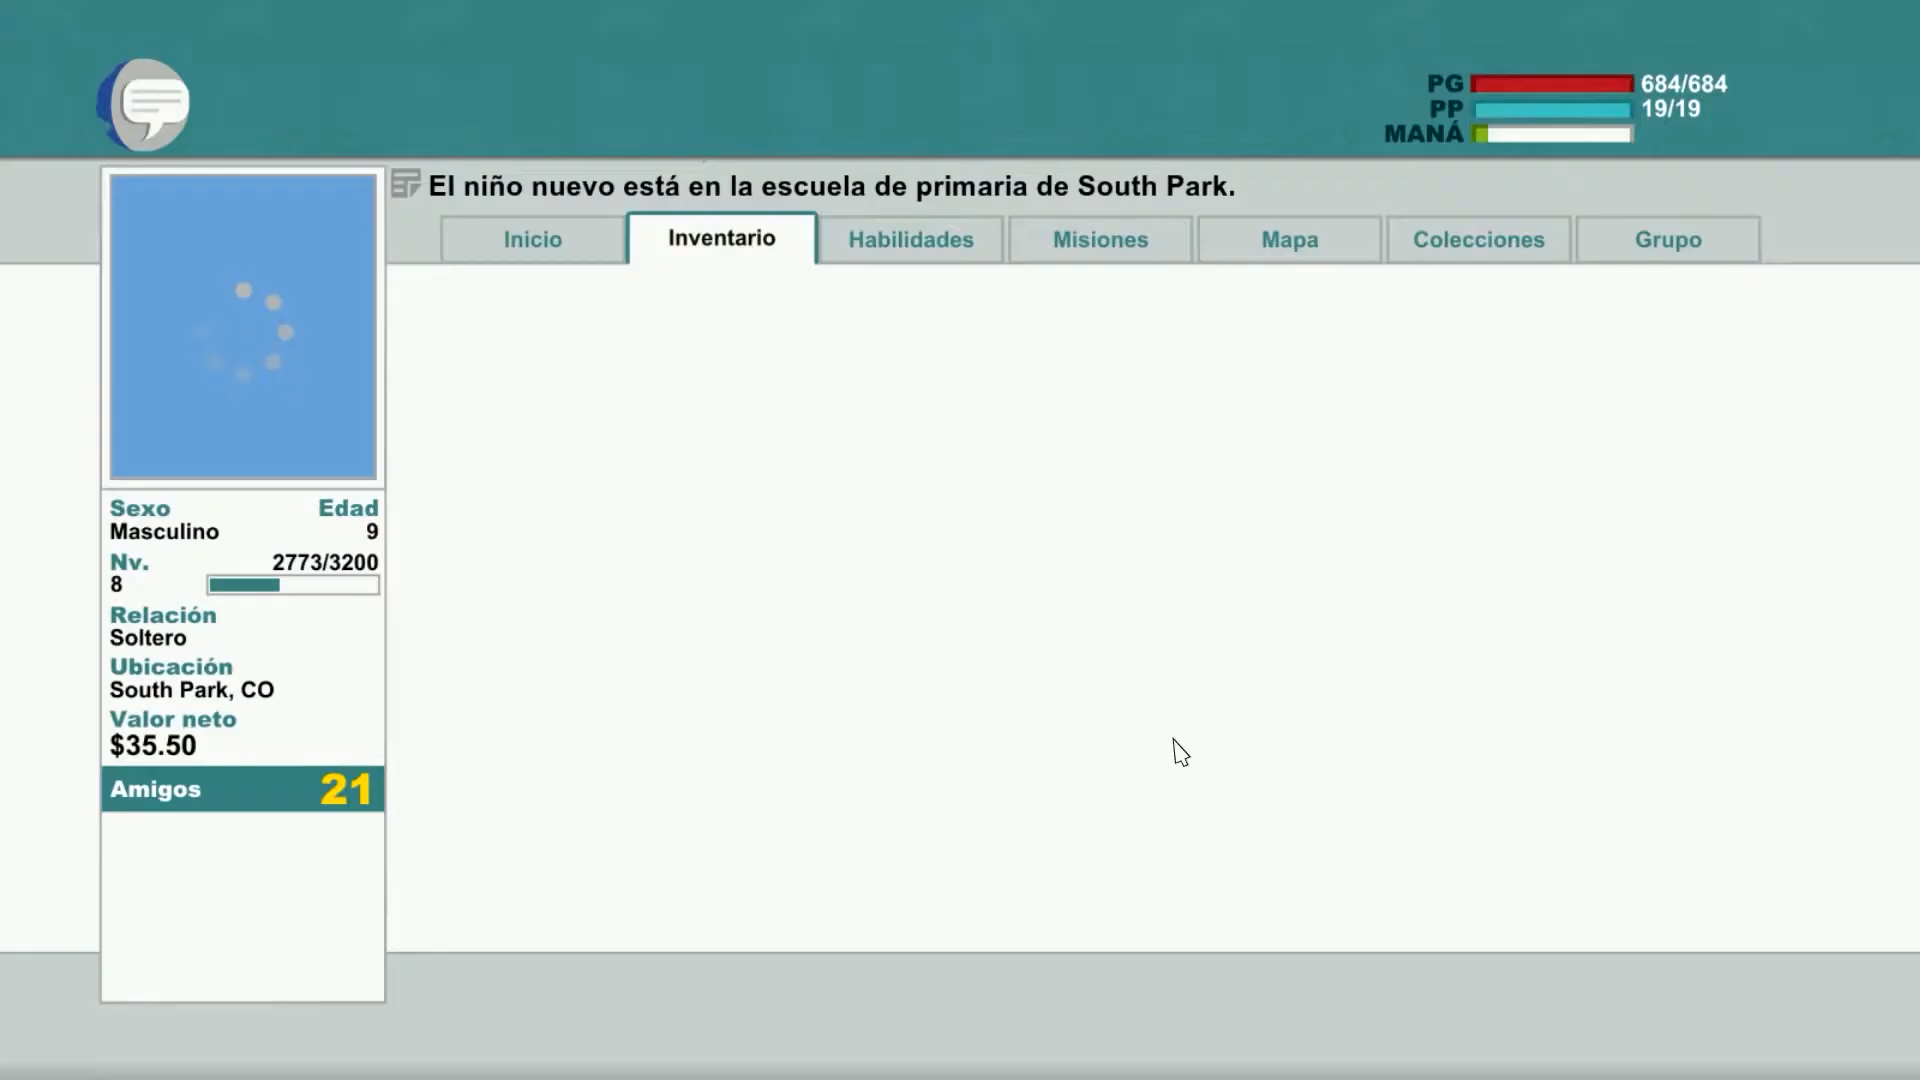 PG 684/684
PP 19/19
MANÁ
El niño nuevo está en la escuela de primaria de South Park.
Inicio Inventario Habilidades Misiones Mapa Colecciones Grupo
Sexo Edad
Masculino 9
Nv. 2773/3200
8
Relación
Soltero
Ubicación
South Park, CO
Valor neto
$35.50
Amigos 21